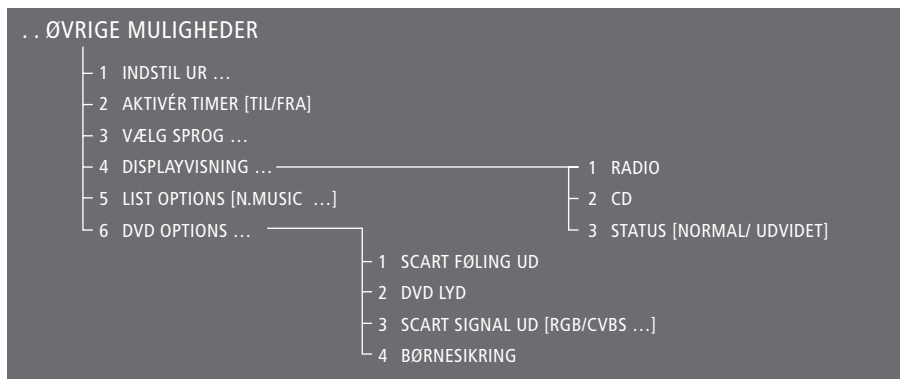 . . ØVRIGE MULIGHEDER
1 INDSTIL UR ...
2 AKTIVÉR TIMER [TIL/FRA]
3 VÆLG SPROG ...
4 DISPLAYVISNING ...
1 RADIO
2 CD
3 STATUS [NORMAL/ UDVIDET]
5 LIST OPTIONS [N.MUSIC ...]
6 DVD OPTIONS ...
1 SCART FØLING UD
2 DVD LYD
3 SCART SIGNAL UD [RGB/CVBS ...]
4 BØRNESIKRING